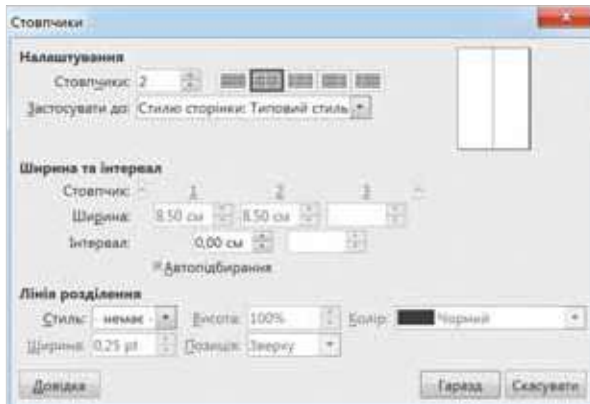 Стовпчики
Налаштування
Стовпчики: 2
Застосувати до: Стилю сторінки: Типовий стиль
Ширина та інтервал
Стовпчик: 1 2 3
Ширина: 8.50 см 8.50 см
Інтервал: 0,00 см
Автопідбирання
Лінія розділення
Стиль: - немає - Висота: 100% Колір: Чорний
Ширина: 0,25 pt Позиція: Зверху
Довідка Гаразд Скасувати